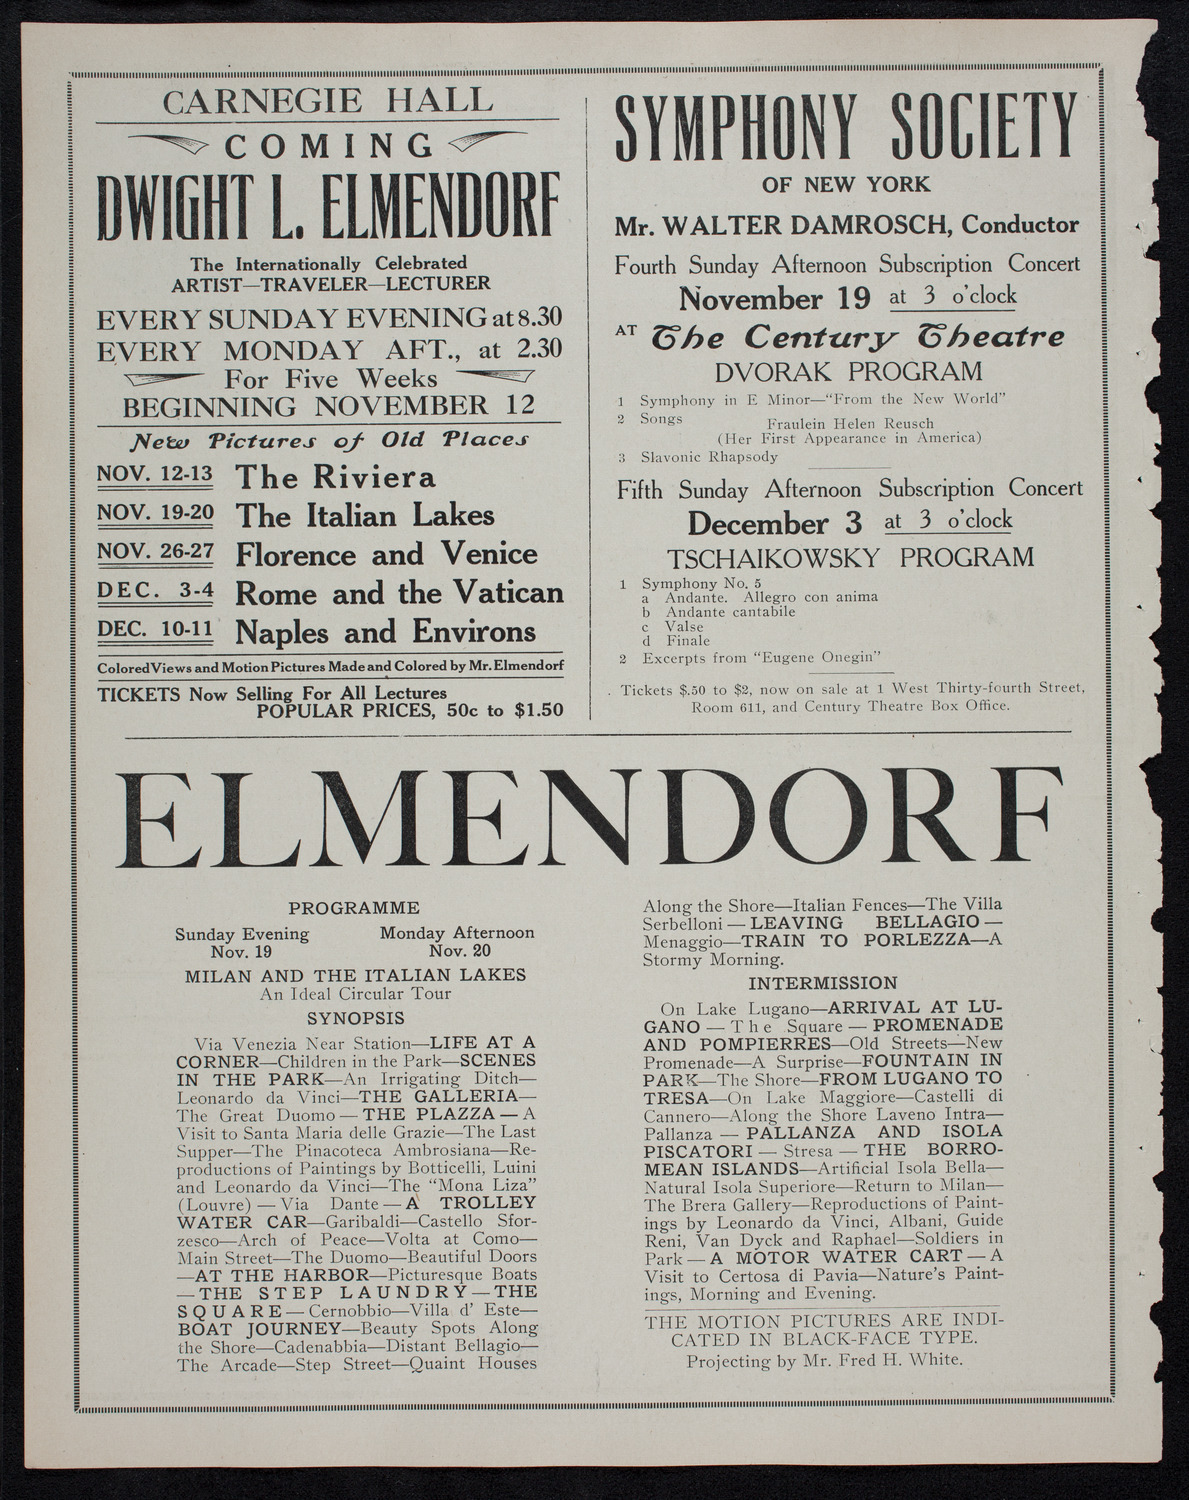 CARNEGIE HALL
COMING
DWIGHT L. ELMENDORF
The Internationally Celebrated
ARTIST—TRAVELER—LECTURER
EVERY SUNDAY EVENING at 8.30
EVERY MONDAY AFT., at 2.30
For Five Weeks
BEGINNING NOVEMBER 12
New Pictures of Old Places
NOV. 12-13 The Riviera
NOV. 19-20 The Italian Lakes
NOV. 26-27 Florence and Venice
DEC. 3-4 Rome and the Vatican
DEC. 10-11 Naples and Environs
Colored Views and Motion Pictures Made and Colored by Mr. Elmendorf
TICKETS Now Selling For All Lectures
POPULAR PRICES, 50c to $1.50
SYMPHONY SOCIETY
OF NEW YORK
Mr. WALTER DAMROSCH, Conductor
Fourth Sunday Afternoon Subscription Concert
November 19 at 3 o'clock
AT The Century Theatre
DVORAK PROGRAM
1 Symphony in E Minor—"From the New World"
2 Songs
Fraulein Helen Reusch
(Her First Appearance in America)
3 Slavonic Rhapsody
Fifth Sunday Afternoon Subscription Concert
December 3 at 3 o'clock
TSCHAIKOWSKY PROGRAM
1 Symphony No. 5
a Andante. Allegro con anima
b Andante cantabile
c Valse
d Finale
2 Excerpts from "Eugene Onegin"
Tickets $.50 to $2, now on sale at 1 West Thirty-fourth Street,
Room 611, and Century Theatre Box Office.
ELMENDORF
PROGRAMME
Sunday Evening Monday Afternoon
Nov. 19 Nov. 20
MILAN AND THE ITALIAN LAKES
An Ideal Circular Tour
SYNOPSIS
Via Venezia Near Station—LIFE AT A
CORNER—Children in the Park—SCENES
IN THE PARK—An Irrigating Ditch—
Leonardo da Vinci—THE GALLERIA—
The Great Duomo—THE PLAZZA—A
Visit to Santa Maria delle Grazie—The Last
Supper—The Pinacoteca Ambrosiana—Re-
productions of Paintings by Botticelli, Luini
and Leonardo da Vinci—The "Mona Liza"
(Louvre)—Via Dante—A TROLLEY
WATER CAR—Garibaldi—Castello Sfor-
zesco—Arch of Peace—Volta at Como—
Main Street—The Duomo—Beautiful Doors
—AT THE HARBOR—Picturesque Boats
—THE STEP LAUNDRY—THE
SQUARE—Cernobbio—Villa d' Este—
BOAT JOURNEY—Beauty Spots Along
the Shore—Cadenabbia—Distant Bellagio—
The Arcade—Step Street—Quaint Houses
Along the Shore—Italian Fences—The Villa
Serbelloni—LEAVING BELLAGIO—
Menaggio—TRAIN TO PORLEZZA—A
Stormy Morning.
INTERMISSION
On Lake Lugano—ARRIVAL AT LU-
GANO—The Square—PROMENADE
AND POMPIERRES—Old Streets—New
Promenade—A Surprise—FOUNTAIN IN
PARK—The Shore—FROM LUGANO TO
TRESA—On Lake Maggiore—Castelli di
Cannero—Along the Shore Laveno Intra—
Pallanza—PALLANZA AND ISOLA
PISCATORI—Stresa—THE BORRO-
MEAN ISLANDS—Artificial Isola Bella—
Natural Isola Superiore—Return to Milan—
The Brera Gallery—Reproductions of Paint-
ings by Leonardo da Vinci, Albani, Guide
Reni, Van Dyck and Raphael—Soldiers in
Park—A MOTOR WATER CART—A
Visit to Certosa di Pavia—Nature's Paint-
ings, Morning and Evening.
THE MOTION PICTURES ARE INDI-
CATED IN BLACK-FACE TYPE.
Projecting by Mr. Fred H. White.